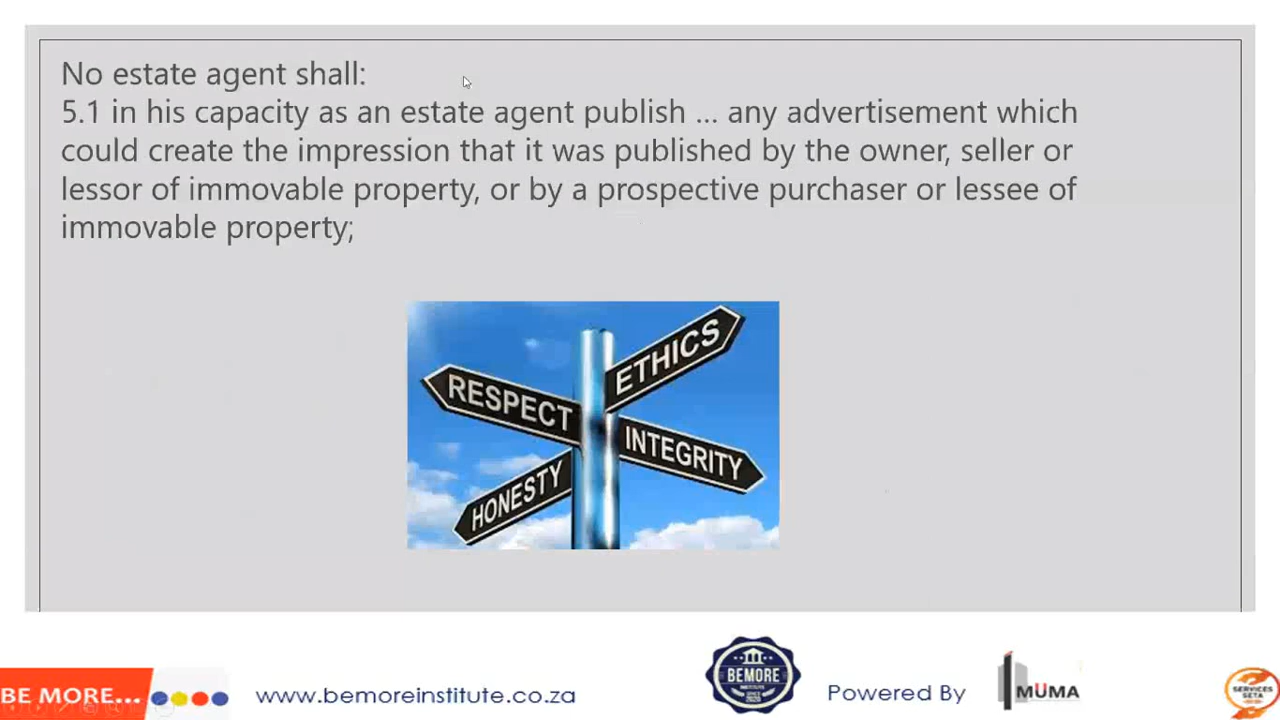 No estate agent shall:
5.1 in his capacity as an estate agent publish ... any advertisement which
could create the impression that it was published by the owner, seller or
lessor of immovable property, or by a prospective purchaser or lessee of
immovable property;
ETHICS
RESPECT
INTEGRITY
HONESTY
BE MORE...
www.bemoreinstitute.co.za
BEMORE
INSTITUTE
Powered By
MUMA
SERVICES
SETA